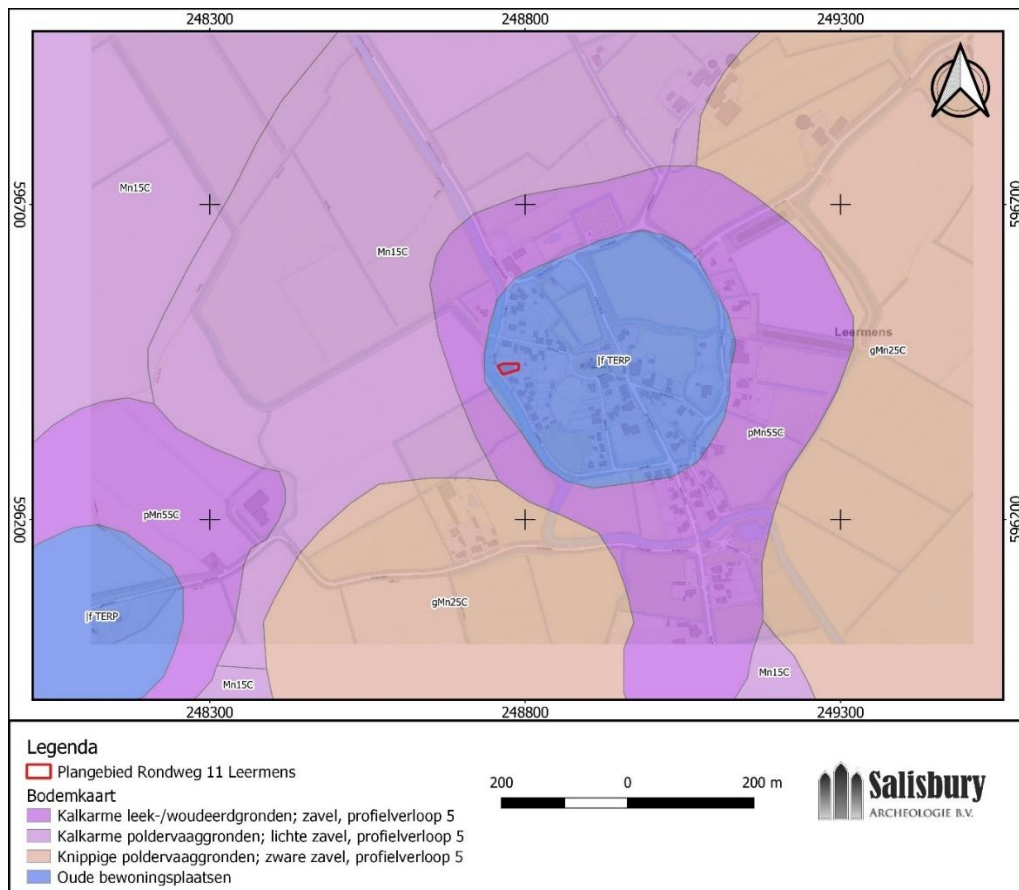 248300 248800 249300
Mn15C
596700
596700
Mn15C
Leermens
gMn25C
|f TERP
pMn55C
pMn55C
596200
596200
gMn25C
|f TERP
Mn15C
Mn15C
248300 248800 249300
Legenda
Plangebied Rondweg 11 Leermens
Bodemkaart
Kalkarme leek-/woudeerdgronden; zavel, profielverloop 5
Kalkarme poldervaaggronden; lichte zavel, profielverloop 5
Knippige poldervaaggronden; zware zavel, profielverloop 5
Oude bewoningsplaatsen
200 0 200 m
Salisbury
ARCHEOLOGIE B.V.